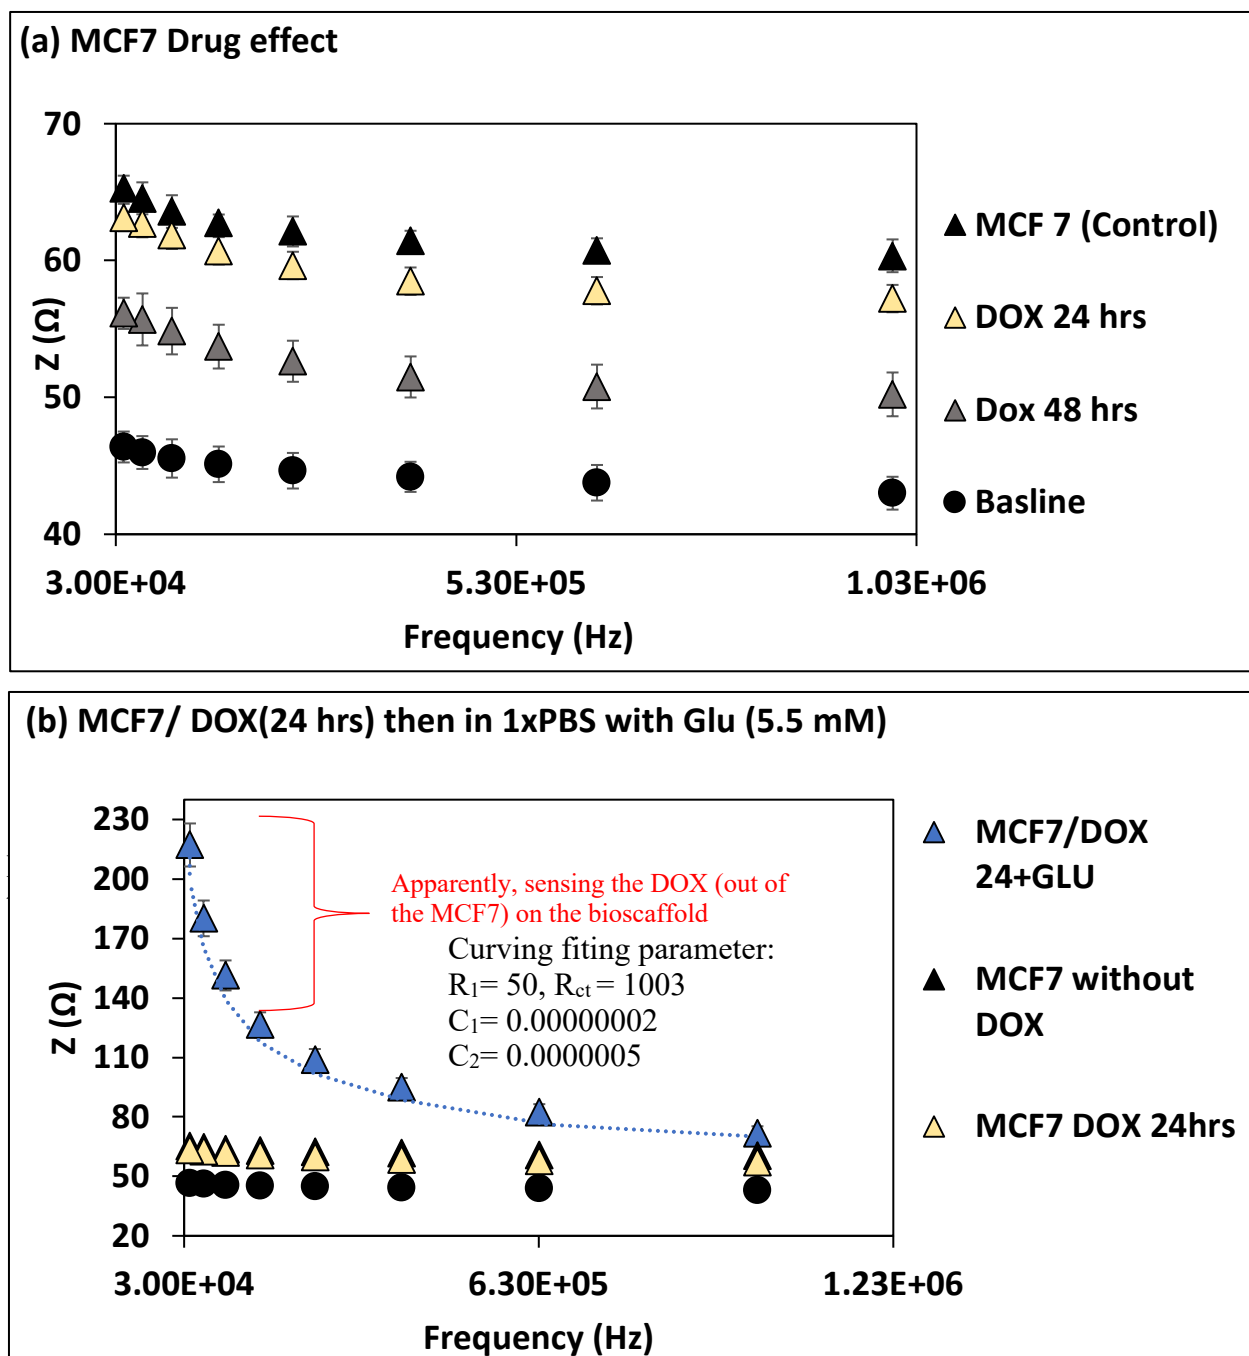 (a) MCF7 Drug effect
70
60
50
40
Z (Ω)
3.00E+04
5.30E+05
1.03E+06
Frequency (Hz)
MCF 7 (Control)
DOX 24 hrs
Dox 48 hrs
Basline
(b) MCF7/ DOX(24 hrs) then in 1xPBS with Glu (5.5 mM)
230
200
170
140
110
80
50
20
Z (Ω)
Apparently, sensing the DOX (out of
the MCF7) on the bioscaffold
Curving fiting parameter:
R₁= 50, Rct = 1003
C₁= 0.00000002
C₂= 0.0000005
3.00E+04
6.30E+05
1.23E+06
Frequency (Hz)
MCF7/DOX
24+GLU
MCF7 without
DOX
MCF7 DOX 24hrs